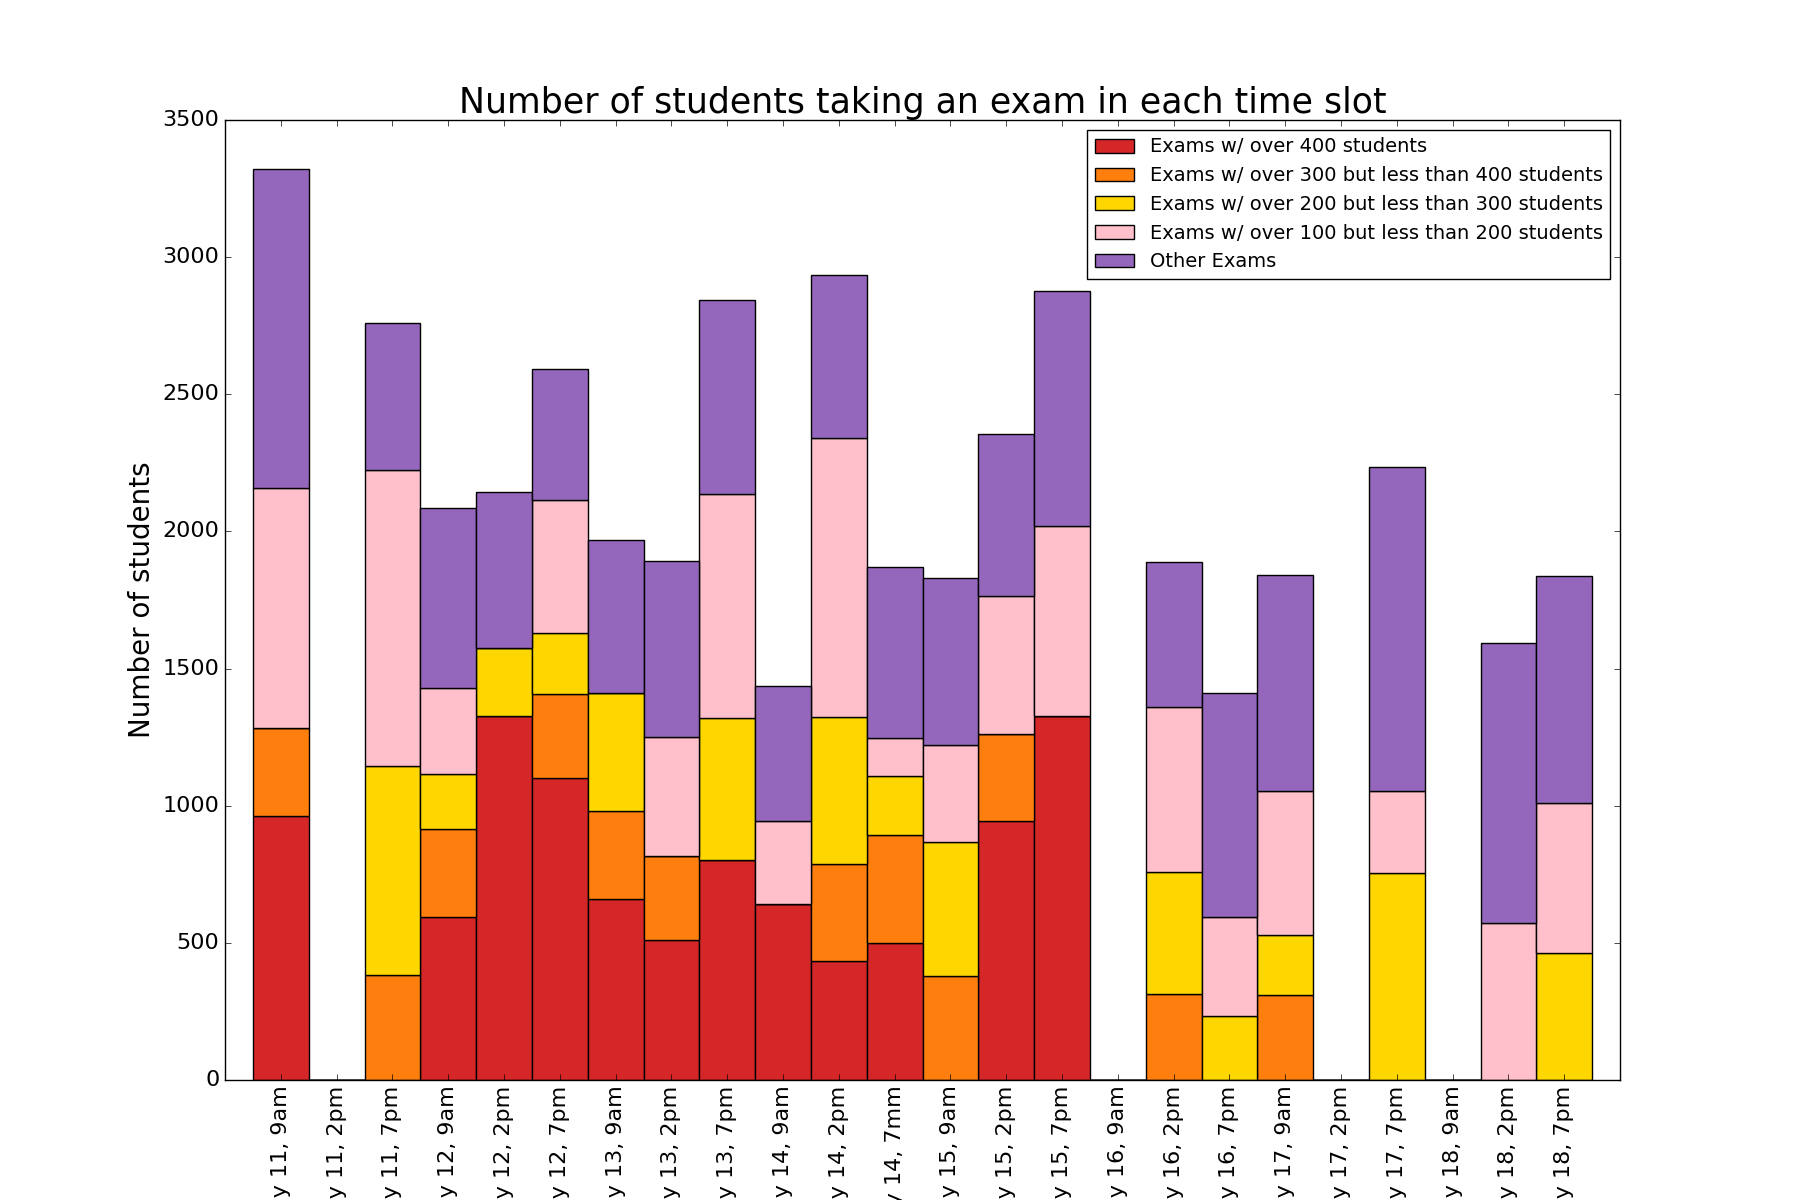 Number of students taking an exam in each time slot
Exams w/ over 400 students
Exams w/ over 300 but less than 400 students
Exams w/ over 200 but less than 300 students
Exams w/ over 100 but less than 200 students
Other Exams
Number of students
3500
3000
2500
2000
1500
1000
500
0
y 11, 9am
y 11, 2pm
y 11, 7pm
y 12, 9am
y 12, 2pm
y 12, 7pm
y 13, 9am
y 13, 2pm
y 13, 7pm
y 14, 9am
y 14, 2pm
y 14, 7mm
y 15, 9am
y 15, 2pm
y 15, 7pm
y 16, 9am
y 16, 2pm
y 16, 7pm
y 17, 9am
y 17, 2pm
y 17, 7pm
y 18, 9am
y 18, 2pm
y 18, 7pm